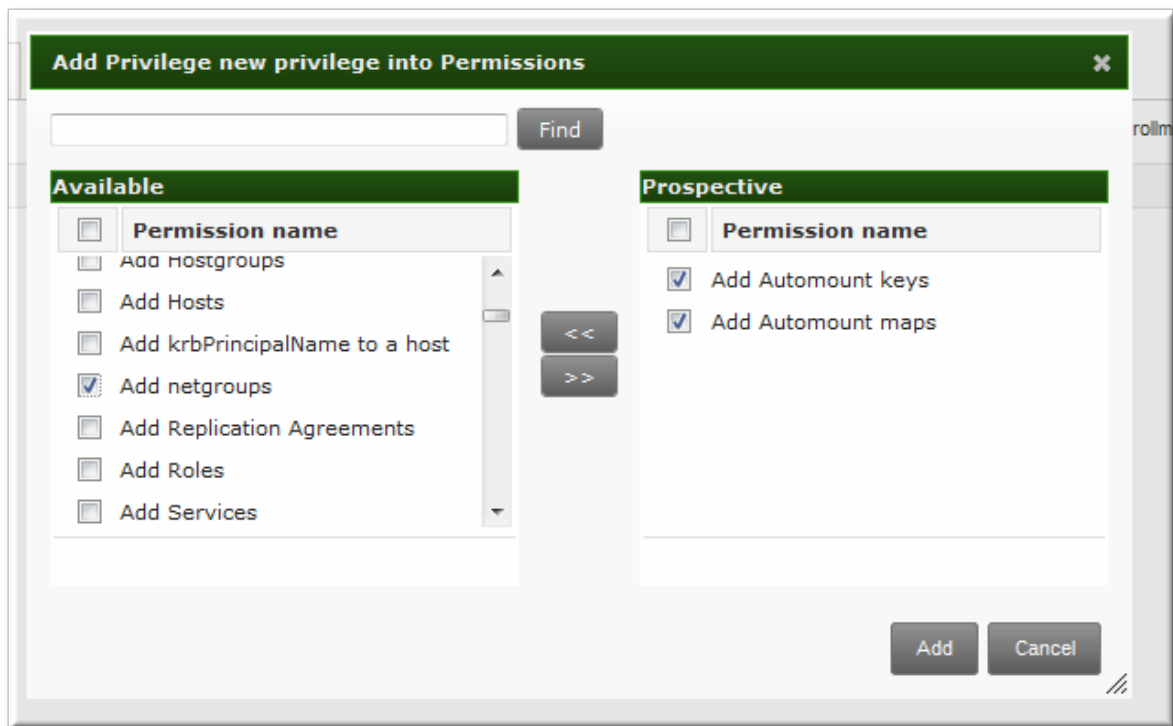 Add Privilege new privilege into Permissions
Find
rollm
Available
Permission name
Add Hostgroups
Add Hosts
Add krbPrincipalName to a host
Add netgroups
Add Replication Agreements
Add Roles
Add Services
<<
>>
Prospective
Permission name
Add Automount keys
Add Automount maps
Add
Cancel